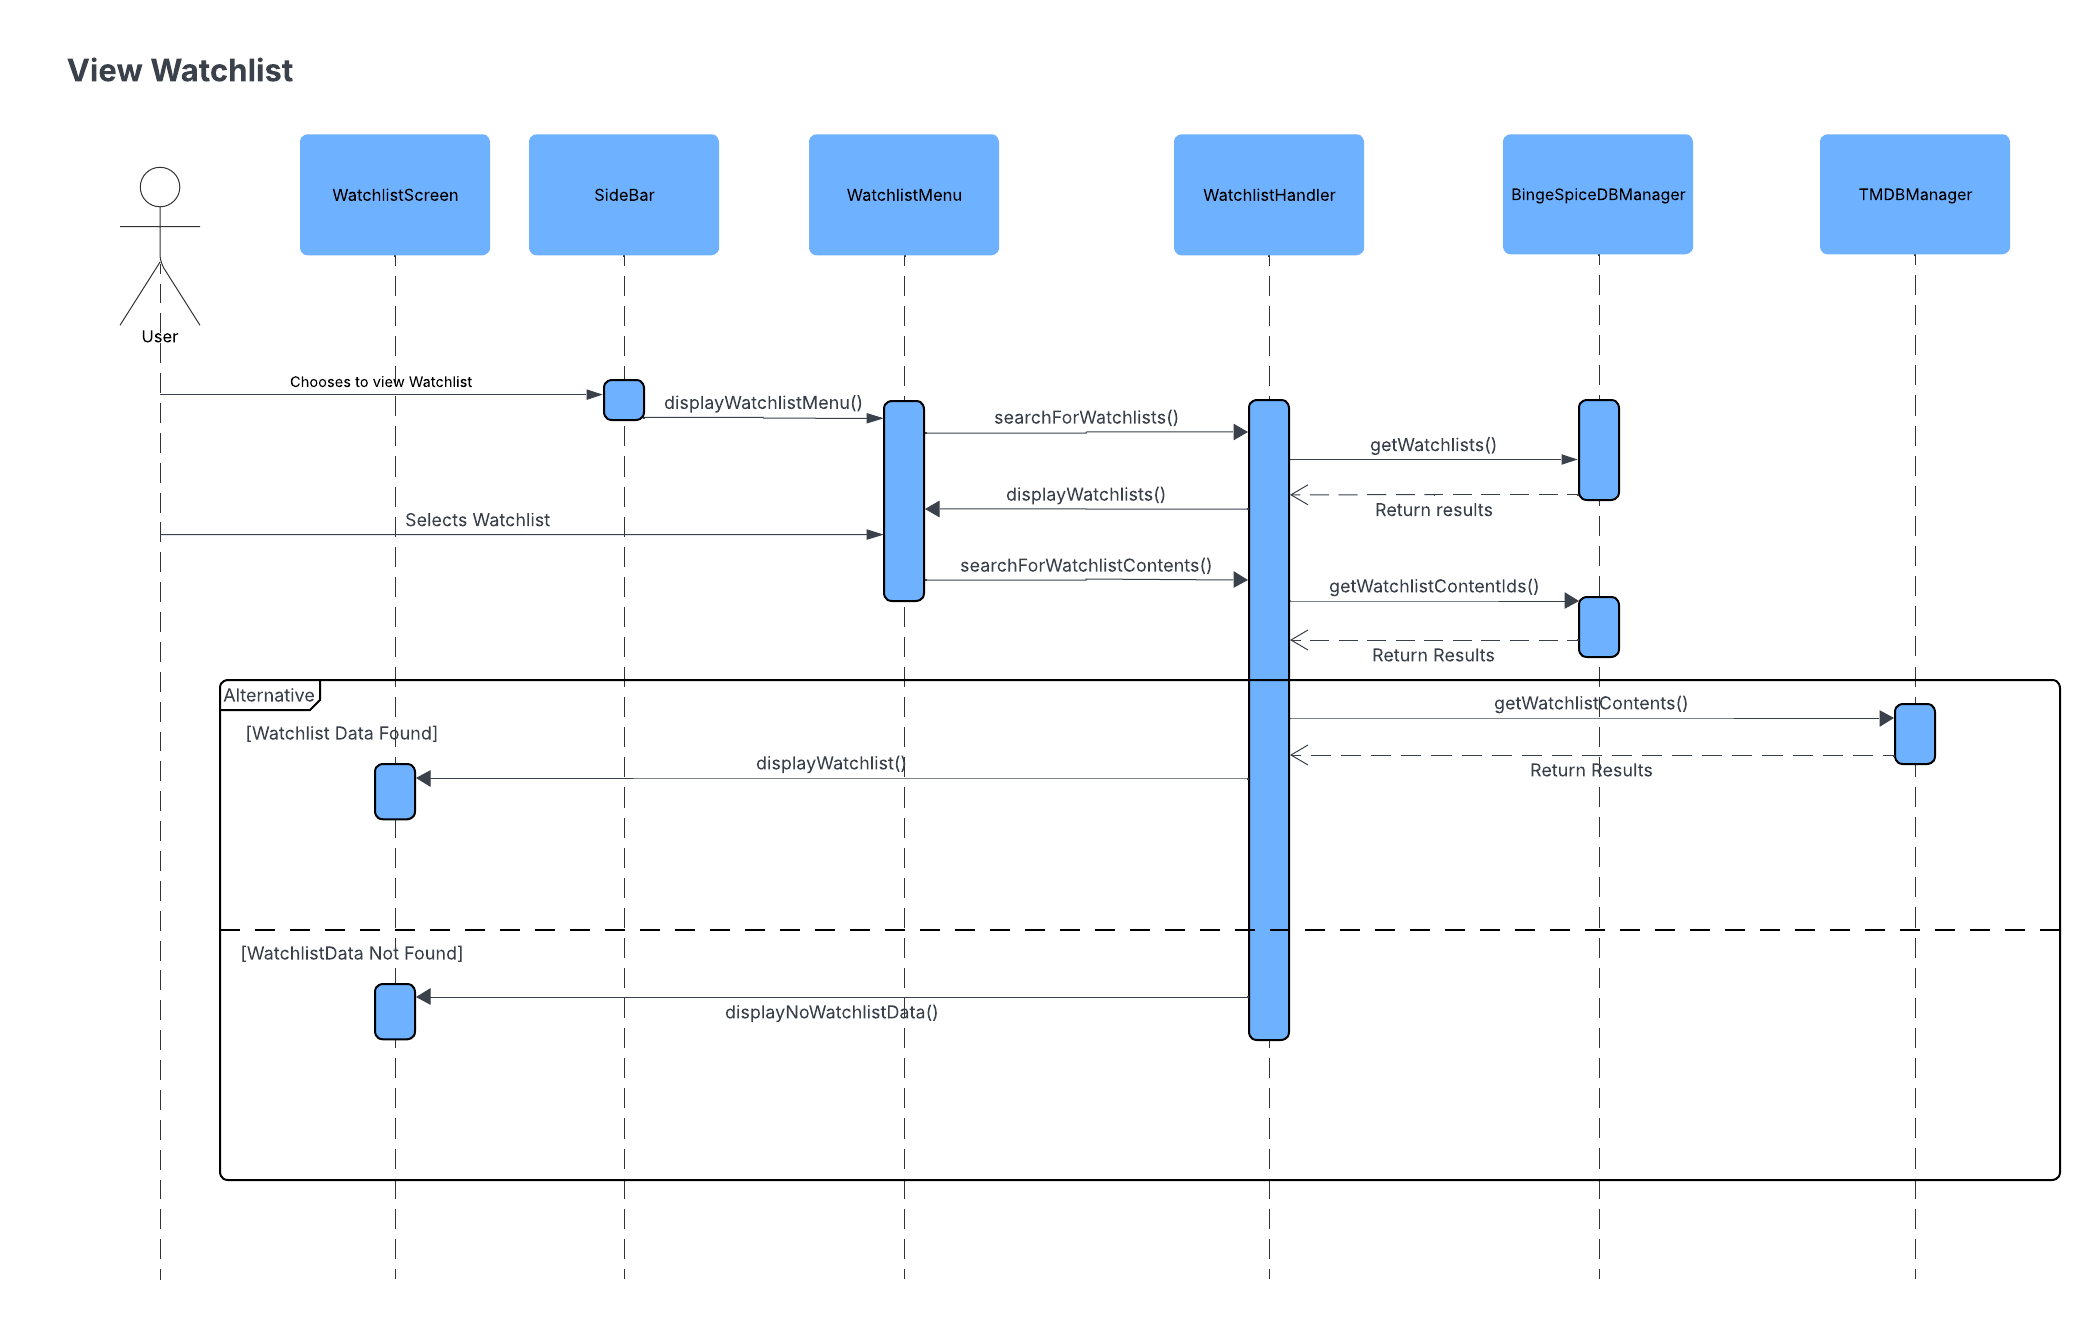 View Watchlist
WatchlistScreen
SideBar
WatchlistMenu
WatchlistHandler
BingeSpiceDBManager
TMDBManager
User
Chooses to view Watchlist
displayWatchlistMenu()
searchForWatchlists()
getWatchlists()
displayWatchlists()
Return results
Selects Watchlist
searchForWatchlistContents()
getWatchlistContentIds()
Return Results
Alternative
getWatchlistContents()
[Watchlist Data Found]
displayWatchlist()
Return Results
[WatchlistData Not Found]
displayNoWatchlistData()